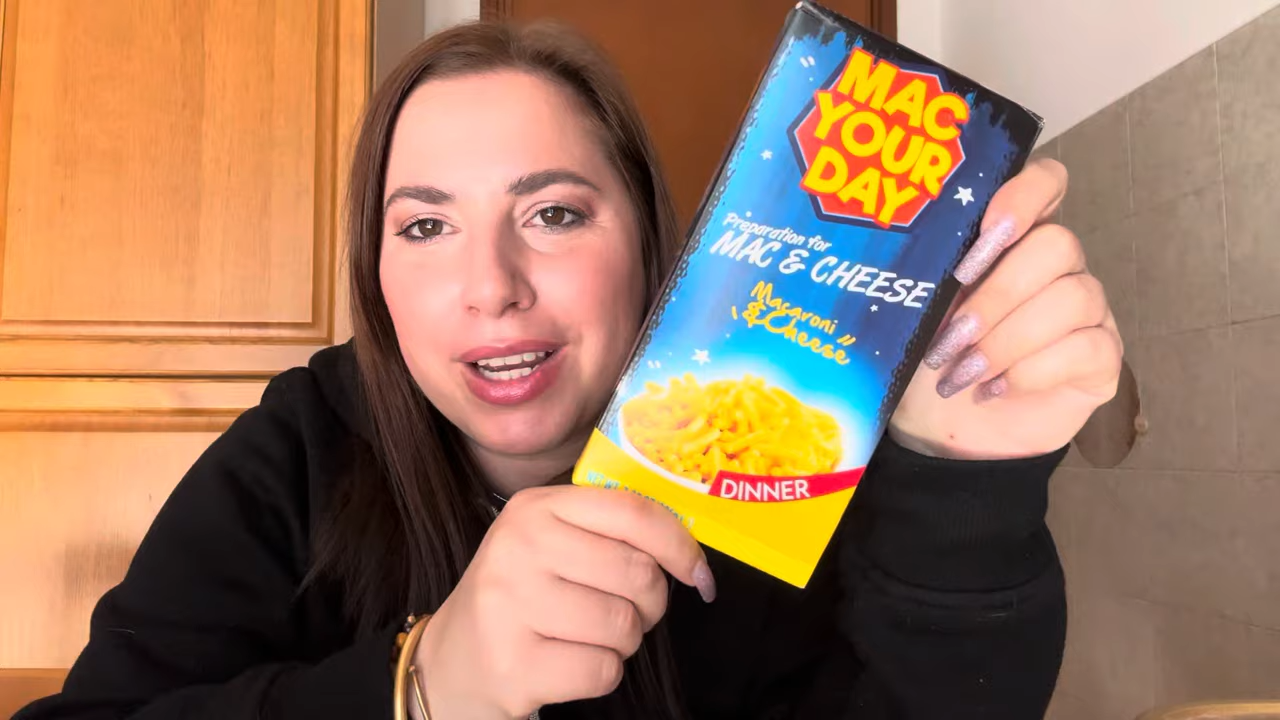 MAC
YOUR
DAY
Preparation for
MAC & CHEESE
Macaroni
& Cheese
DINNER